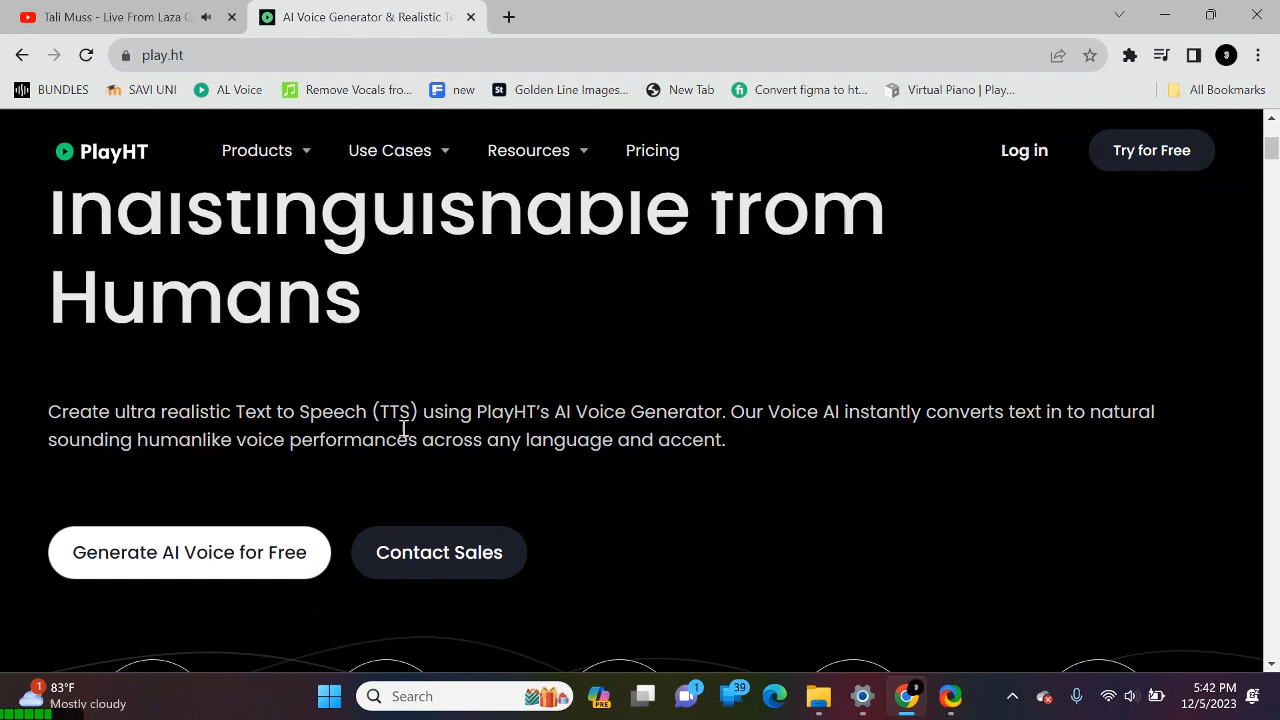 Tali Muss - Live From Laza
AI Voice Generator & Realistic Te
play.ht
BUNDLES
SAVI UNI
AL Voice
Remove Vocals fro...
new
Golden Line Images...
New Tab
Convert figma to ht...
Virtual Piano | Play...
All Bookmarks
PlayHT
Products
Use Cases
Resources
Pricing
Log in
Try for Free
Indistinguishable from
Humans
Create ultra realistic Text to Speech (TTS) using PlayHT's AI Voice Generator. Our Voice AI instantly converts text in to natural
sounding humanlike voice performances across any language and accent.
Generate AI Voice for Free
Contact Sales
1
83°F
Mostly cloudy
Search
PRE
1
39
5:42 PM
12/5/2023